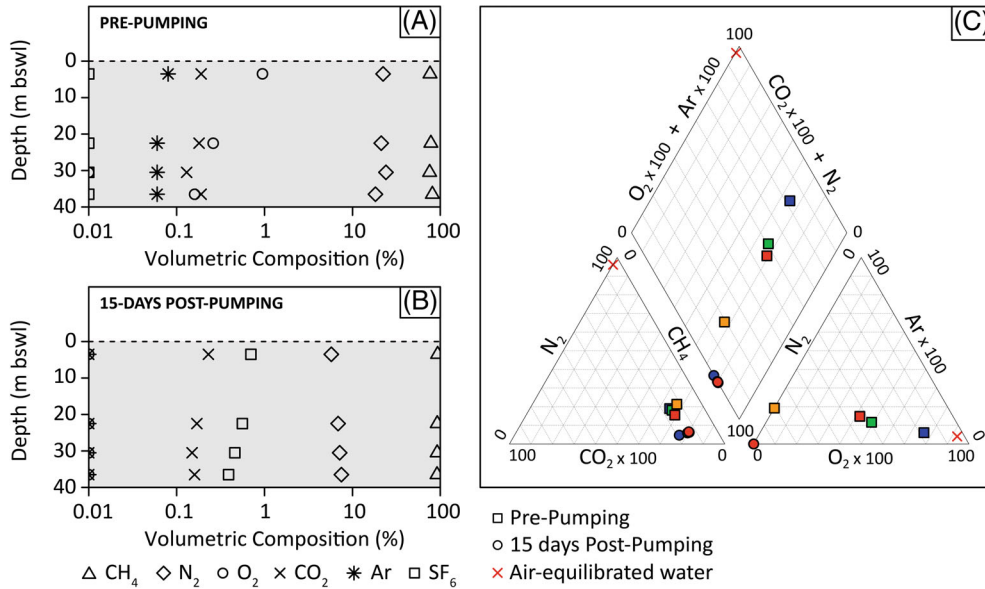 PRE-PUMPING
(A)
Depth (m bswl)
0
10
20
30
40
0.01
0.1
1
10
100
Volumetric Composition (%)
15-DAYS POST-PUMPING
(B)
Depth (m bswl)
0
10
20
30
40
0.01
0.1
1
10
100
Volumetric Composition (%)
CH₄
N₂
O₂
CO₂
Ar
SF₆
(C)
100
O₂ x 100 + Ar x 100
CO₂ x 100 + N₂
0
0
100
0
0
100
N₂
CH₄
N₂
Ar x 100
0
100
0
100
CO₂ x 100
0
0
O₂ x 100
100
Pre-Pumping
15 days Post-Pumping
Air-equilibrated water